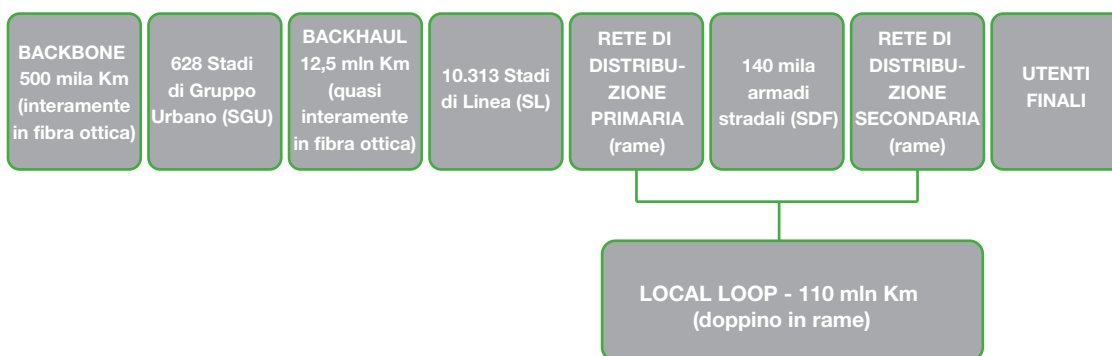 BACKBONE
500 mila Km
(interamente
in fibra ottica)
628 Stadi
di Gruppo
Urbano (SGU)
BACKHAUL
12,5 mln Km
(quasi
interamente
in fibra ottica)
10.313 Stadi
di Linea (SL)
RETE DI
DISTRIBU-
ZIONE
PRIMARIA
(rame)
140 mila
armadi
stradali (SDF)
RETE DI
DISTRIBU-
ZIONE
SECONDARIA
(rame)
UTENTI
FINALI
LOCAL LOOP - 110 mln Km
(doppino in rame)